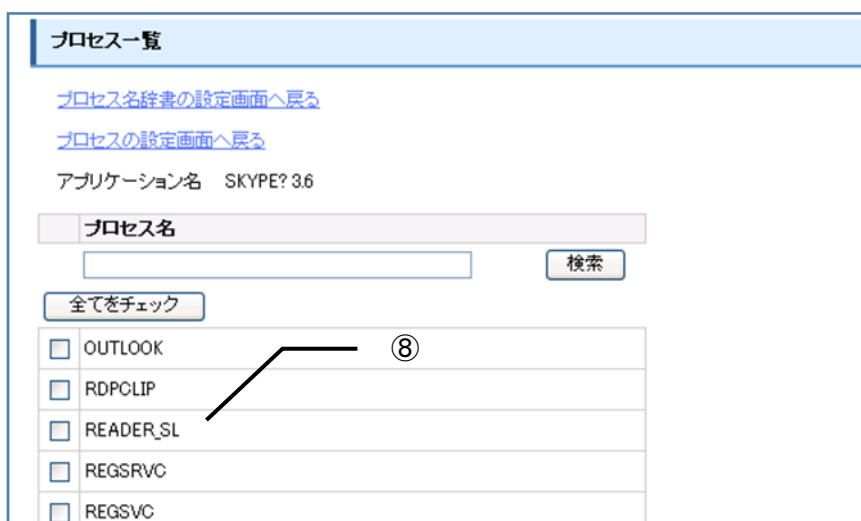 プロセス一覧
プロセス名辞書の設定画面へ戻る
プロセスの設定画面へ戻る
アプリケーション名 SKYPE? 3.6
プロセス名
検索
全てをチェック
OUTLOOK
⑧
RDPCLIP
READER_SL
REGSRVC
REGSVC